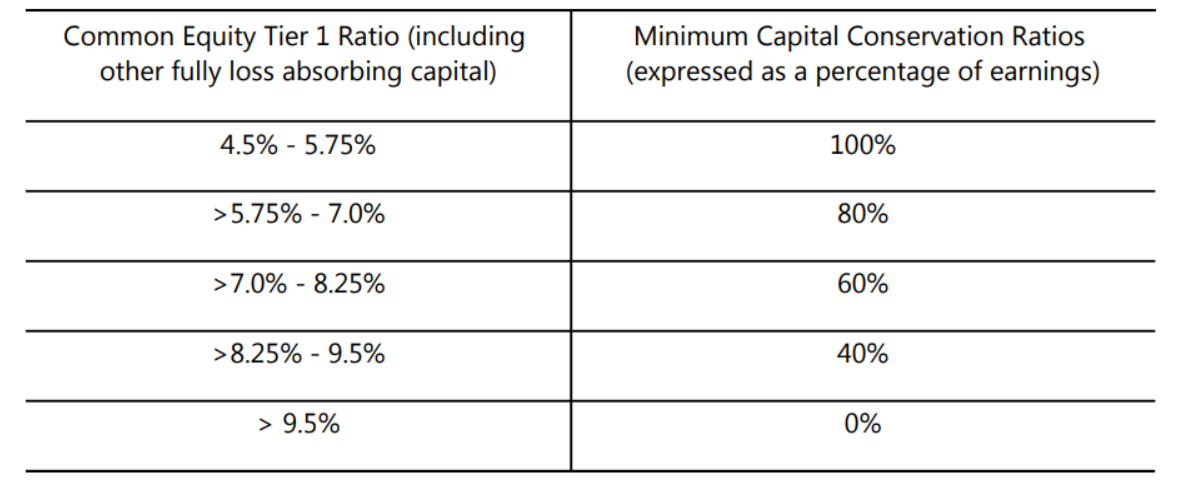 Common Equity Tier 1 Ratio (including
other fully loss absorbing capital)
Minimum Capital Conservation Ratios
(expressed as a percentage of earnings)
4.5% - 5.75%
100%
>5.75% - 7.0%
80%
>7.0% - 8.25%
60%
>8.25% - 9.5%
40%
> 9.5%
0%